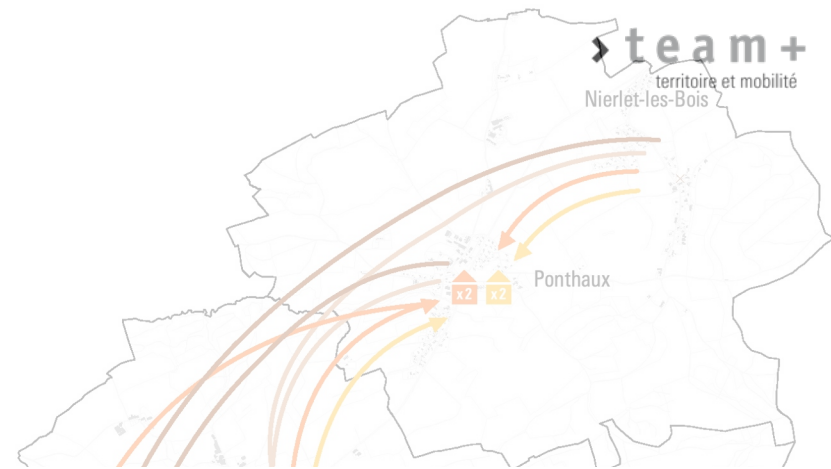 team+
territoire et mobilité
Nierlet-les-Bois
Ponthaux
x2 x2